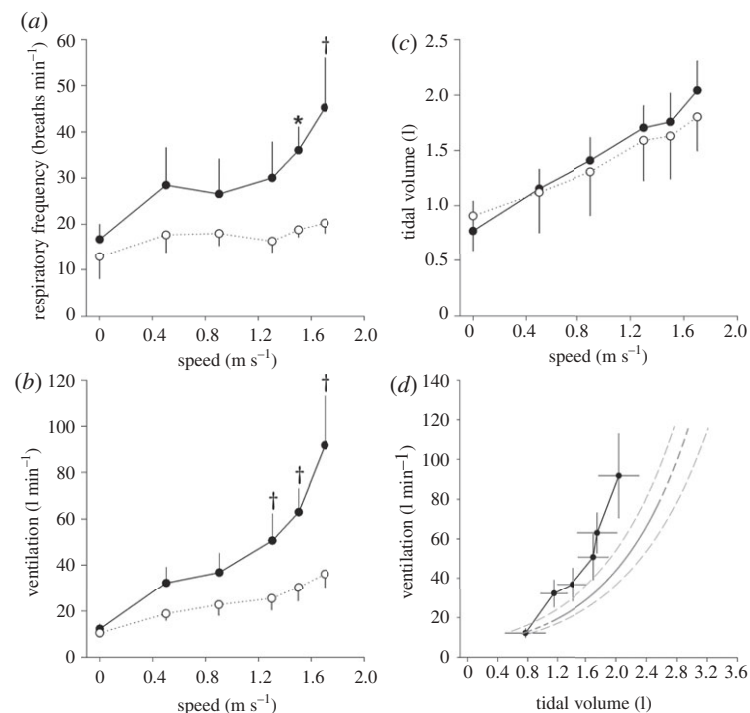 (a)
60
50
40
30
20
10
0
respiratory frequency (breaths min⁻¹)
*
†
0 0.4 0.8 1.2 1.6 2.0
speed (m s⁻¹)
(c)
2.5
2.0
1.5
1.0
0.5
0
tidal volume (l)
0 0.4 0.8 1.2 1.6 2.0
speed (m s⁻¹)
(b)
120
100
80
60
40
20
0
ventilation (l min⁻¹)
†
†
†
0 0.4 0.8 1.2 1.6 2.0
speed (m s⁻¹)
(d)
140
120
100
80
60
40
20
0
ventilation (l min⁻¹)
0 0.4 0.8 1.2 1.6 2.0 2.4 2.8 3.2 3.6
tidal volume (l)